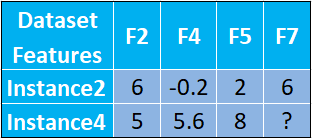 Dataset Features F2 F4 F5 F7
Instance2 6 -0.2 2 6
Instance4 5 5.6 8 ?